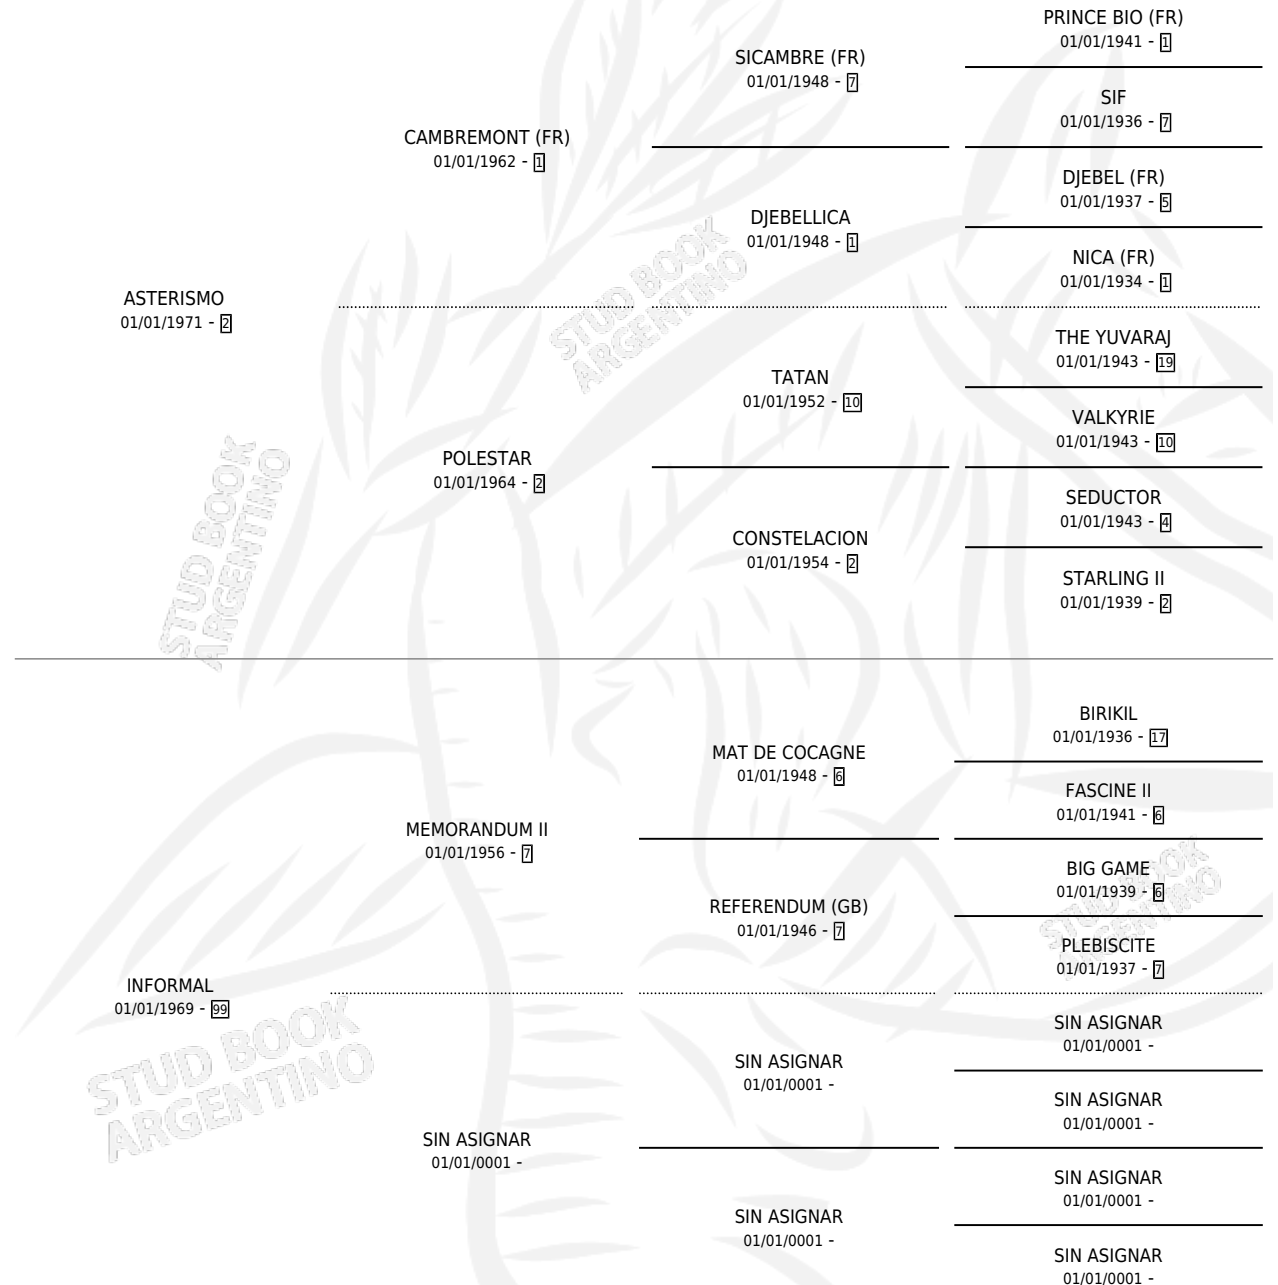 PRINCE BIO (FR)
01/01/1941 - 1
SICAMBRE (FR)
01/01/1948 - 7
SIF
01/01/1936 - 7
CAMBREMONT (FR)
01/01/1962 - 1
DJEBEL (FR)
01/01/1937 - 5
DJEBELLICA
01/01/1948 - 1
NICA (FR)
01/01/1934 - 1
ASTERISMO
01/01/1971 - 2
THE YUVARAJ
01/01/1943 - 19
TATAN
01/01/1952 - 10
VALKYRIE
01/01/1943 - 10
POLESTAR
01/01/1964 - 2
SEDUCTOR
01/01/1943 - 4
CONSTELACION
01/01/1954 - 2
STARLING II
01/01/1939 - 2
BIRIKIL
01/01/1936 - 17
MAT DE COCAGNE
01/01/1948 - 6
FASCINE II
01/01/1941 - 6
MEMORANDUM II
01/01/1956 - 7
BIG GAME
01/01/1939 - 6
REFERENDUM (GB)
01/01/1946 - 7
PLEBISCITE
01/01/1937 - 7
INFORMAL
01/01/1969 - 99
SIN ASIGNAR
01/01/0001 -
SIN ASIGNAR
01/01/0001 -
SIN ASIGNAR
01/01/0001 -
SIN ASIGNAR
01/01/0001 -
SIN ASIGNAR
01/01/0001 -
SIN ASIGNAR
01/01/0001 -
SIN ASIGNAR
01/01/0001 -
STUD BOOK
ARGENTINO
STUD BOOK
ARGENTINO
STUD BOOK
ARGENTINO
STUD BOOK
ARGENTINO